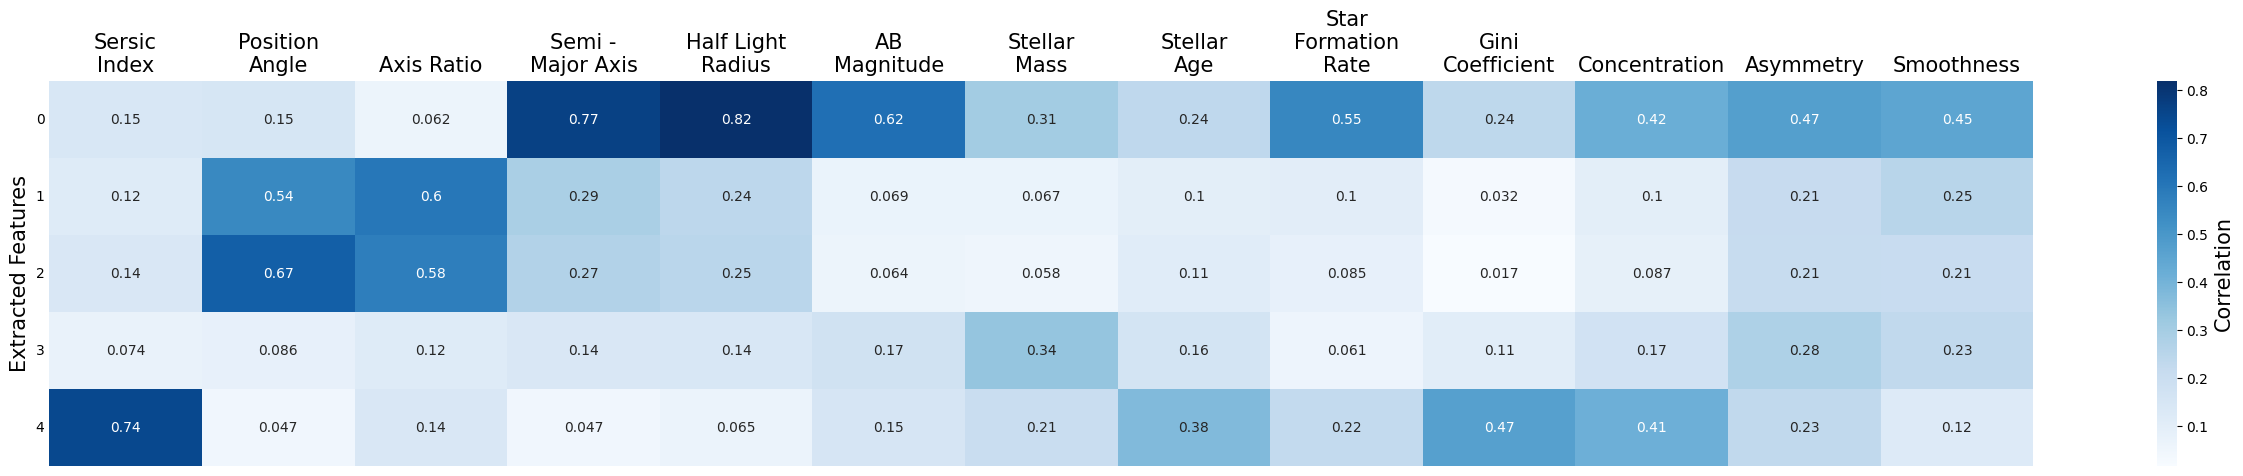 Star
Sersic Position Semi - Half Light AB Stellar Stellar Formation Gini
Index Angle Axis Ratio Major Axis Radius Magnitude Mass Age Rate Coefficient Concentration Asymmetry Smoothness
0 0.15 0.15 0.062 0.77 0.82 0.62 0.31 0.24 0.55 0.24 0.42 0.47 0.45
1 0.12 0.54 0.6 0.29 0.24 0.069 0.067 0.1 0.1 0.032 0.1 0.21 0.25
2 0.14 0.67 0.58 0.27 0.25 0.064 0.058 0.11 0.085 0.017 0.087 0.21 0.21
3 0.074 0.086 0.12 0.14 0.14 0.17 0.34 0.16 0.061 0.11 0.17 0.28 0.23
4 0.74 0.047 0.14 0.047 0.065 0.15 0.21 0.38 0.22 0.47 0.41 0.23 0.12
Extracted Features
0.8
0.7
0.6
0.5
0.4
0.3
0.2
0.1
Correlation